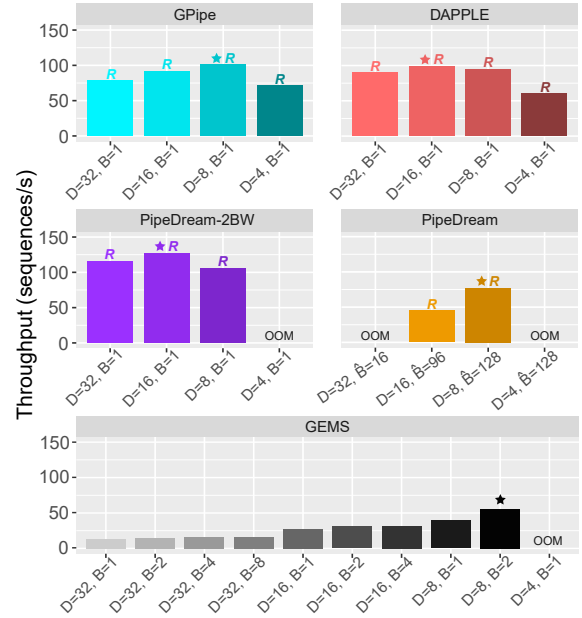 Throughput (sequences/s)
GPipe
150
100
50
0
R
R
★ R
R
D=32, B=1
D=16, B=1
D=8, B=1
D=4, B=1
DAPPLE
R
★ R
R
R
D=32, B=1
D=16, B=1
D=8, B=1
D=4, B=1
PipeDream-2BW
150
100
50
0
R
★ R
R
OOM
D=32, B=1
D=16, B=1
D=8, B=1
D=4, B=1
PipeDream
OOM
R
★ R
OOM
D=32, B̂=16
D=16, B̂=96
D=8, B̂=128
D=4, B̂=128
GEMS
150
100
50
0
★
OOM
D=32, B=1
D=32, B=2
D=32, B=4
D=32, B=8
D=16, B=1
D=16, B=2
D=16, B=4
D=8, B=1
D=8, B=2
D=4, B=1